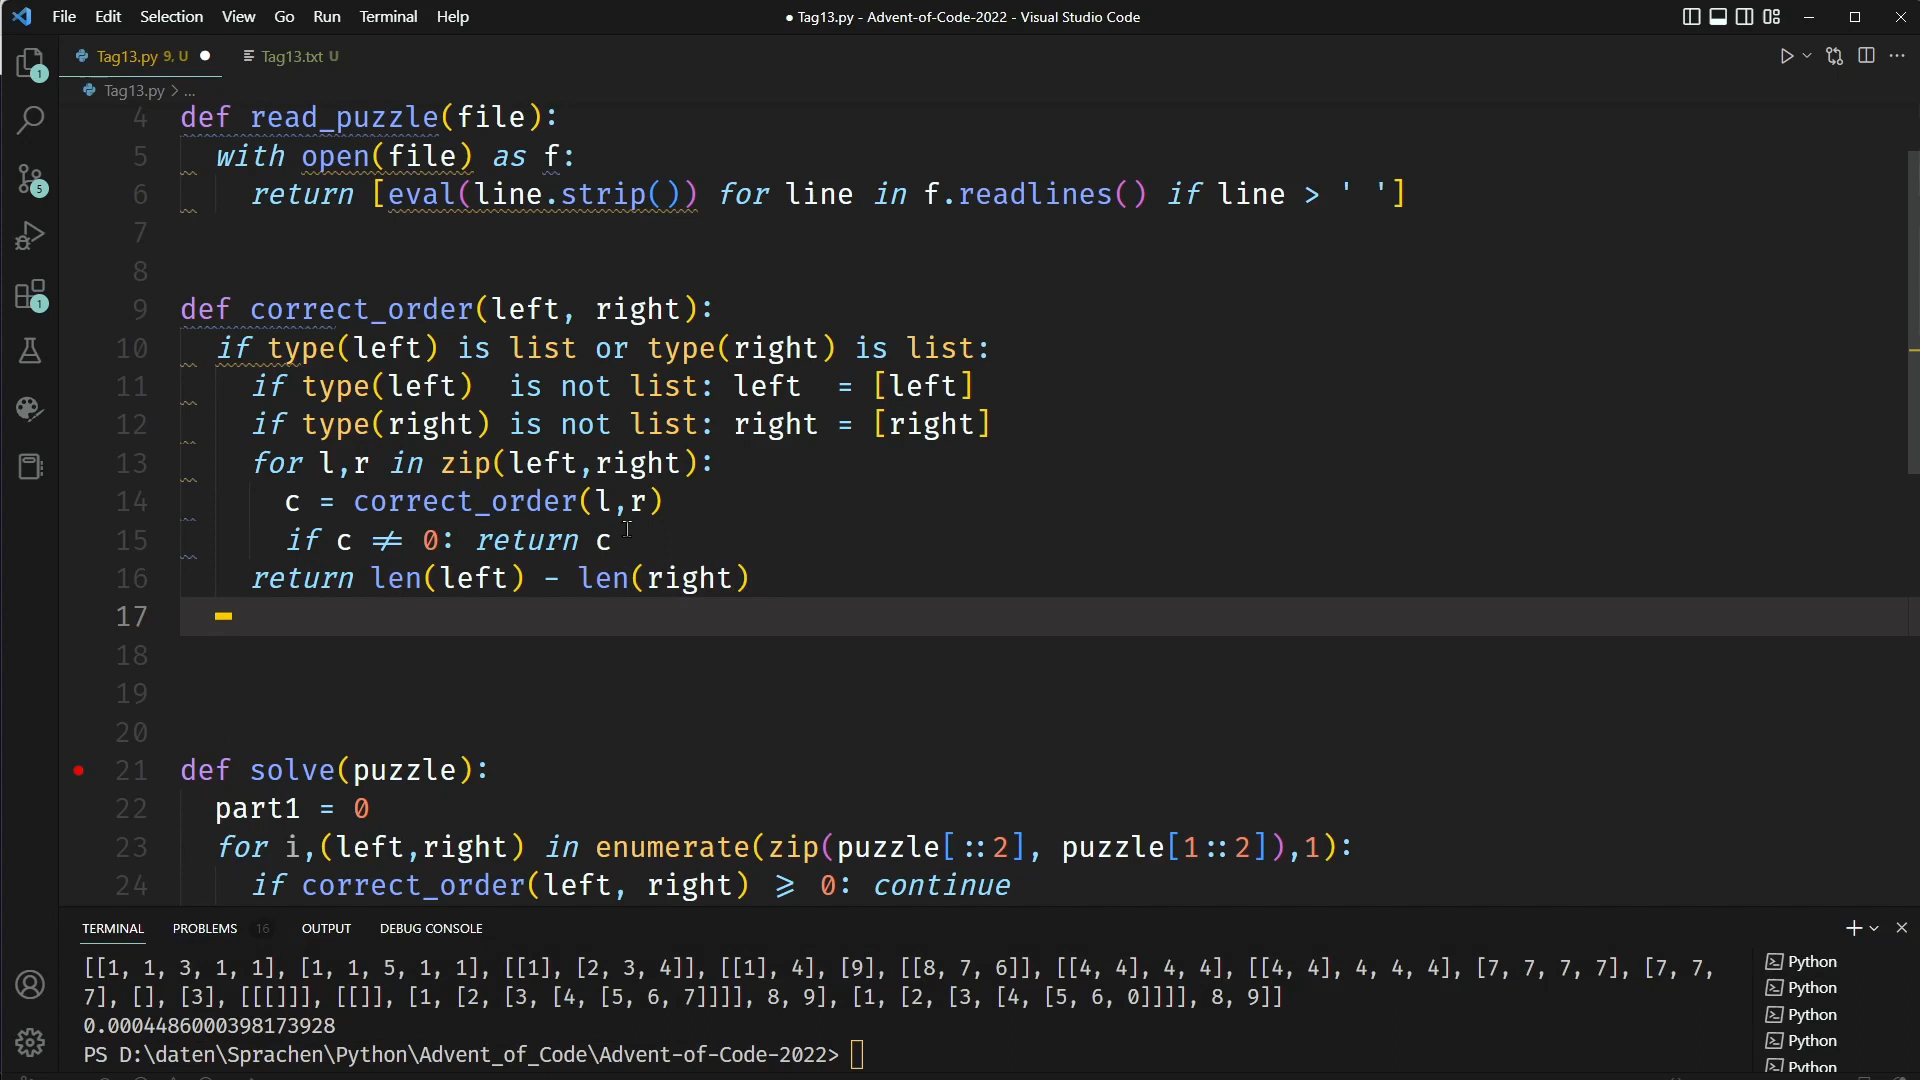 File Edit Selection View Go Run Terminal Help
● Tag13.py - Advent-of-Code-2022 - Visual Studio Code
Tag13.py 9, U ●
Tag13.txt U
Tag13.py > ...
4 def read_puzzle(file):
5 with open(file) as f:
6 return [eval(line.strip()) for line in f.readlines() if line > ' ']
7
8
9 def correct_order(left, right):
10 if type(left) is list or type(right) is list:
11 if type(left)  is not list: left  = [left]
12 if type(right) is not list: right = [right]
13 for l,r in zip(left,right):
14 c = correct_order(l,r)
15 if c ≠ 0: return c
16 return len(left) - len(right)
17
18
19
20
21 def solve(puzzle):
22 part1 = 0
23 for i,(left,right) in enumerate(zip(puzzle[::2], puzzle[1::2]),1):
24 if correct_order(left, right) ⩾ 0: continue
1
5
1
TERMINAL PROBLEMS 16 OUTPUT DEBUG CONSOLE
[[1, 1, 3, 1, 1], [1, 1, 5, 1, 1], [[1], [2, 3, 4]], [[1], 4], [9], [[8, 7, 6]], [[4, 4], 4, 4], [[4, 4], 4, 4, 4], [7, 7, 7, 7], [7, 7,
7], [], [3], [[[]]], [[]], [1, [2, [3, [4, [5, 6, 7]]]], 8, 9], [1, [2, [3, [4, [5, 6, 0]]]], 8, 9]]
0.0004486000398173928
PS D:\daten\Sprachen\Python\Advent_of_Code\Advent-of-Code-2022>
Python
Python
Python
Python
Python